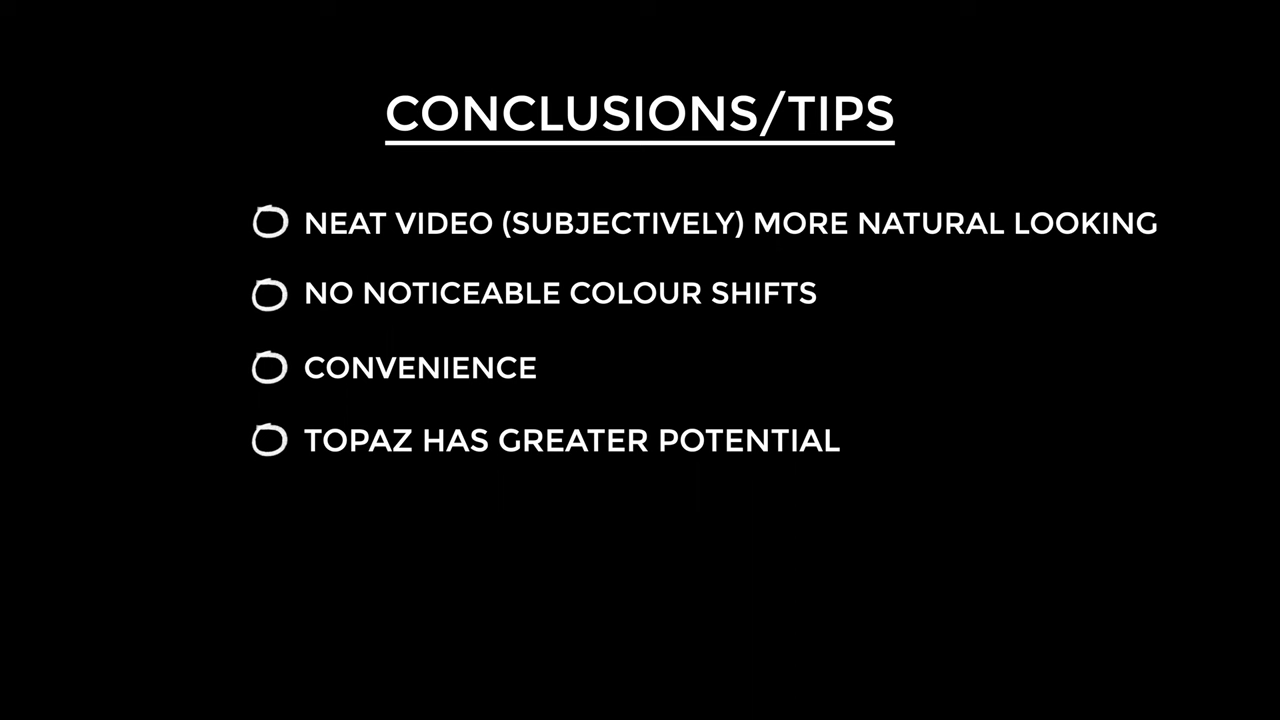 CONCLUSIONS/TIPS
NEAT VIDEO (SUBJECTIVELY) MORE NATURAL LOOKING
NO NOTICEABLE COLOUR SHIFTS
CONVENIENCE
TOPAZ HAS GREATER POTENTIAL